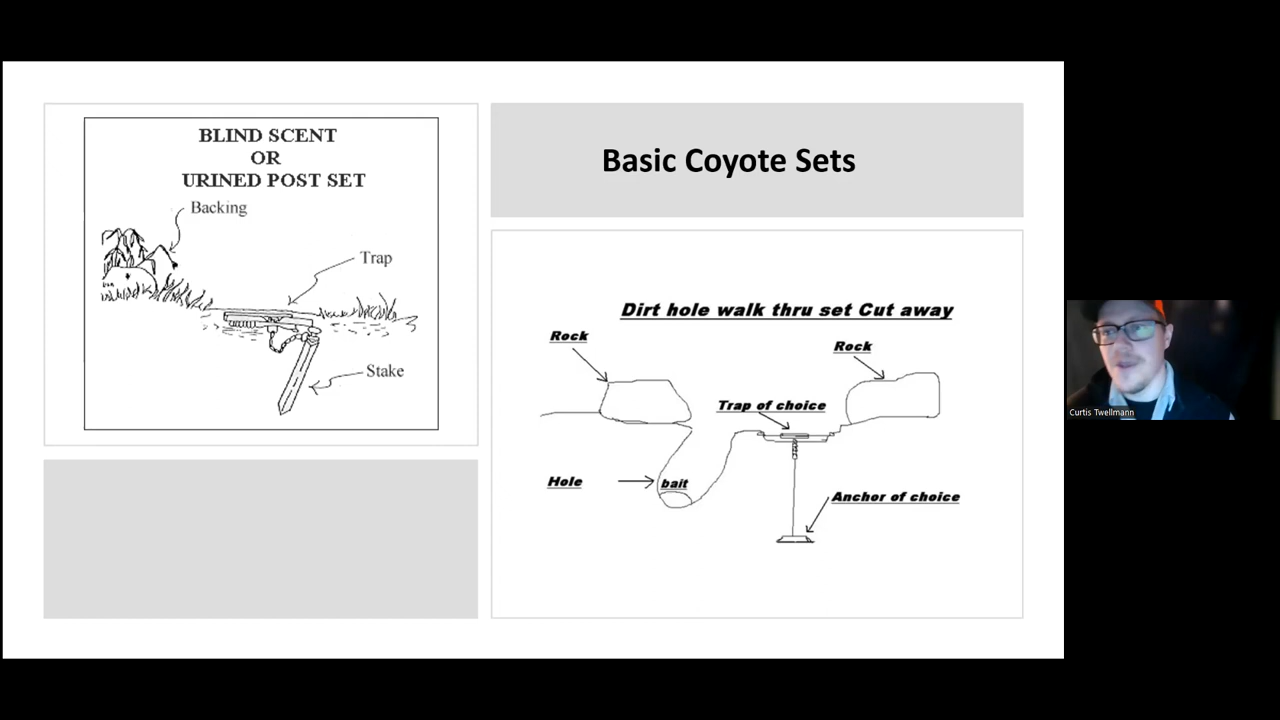 BLIND SCENT
OR
URINED POST SET
Backing
Trap
Stake
Basic Coyote Sets
Dirt hole walk thru set Cut away
Rock
Rock
Trap of choice
Hole
bait
Anchor of choice
Curtis Twellmann